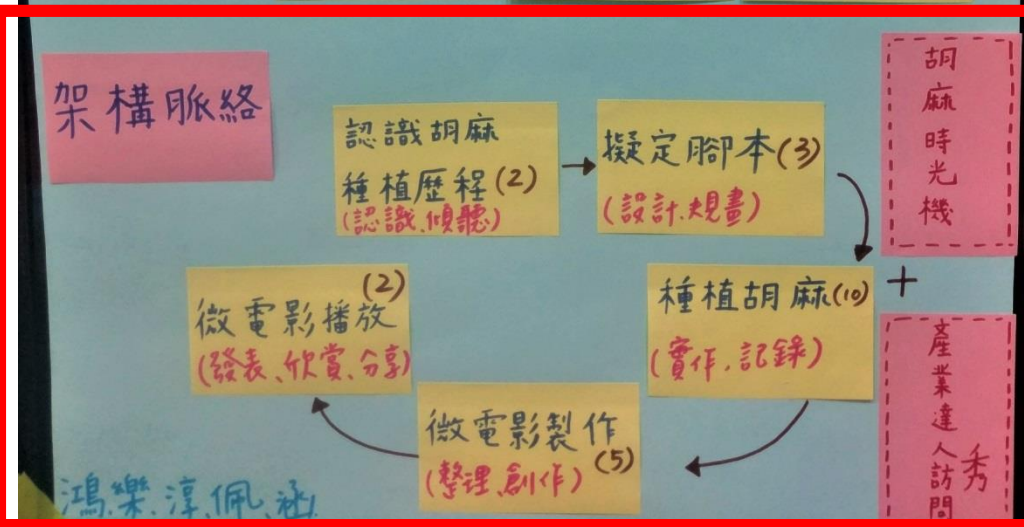 架構脈絡
認識胡麻
種植歷程(2)
(認識、傾聽)
擬定腳本(3)
(設計、規畫)
種植胡麻(10)
(實作、記錄)
微電影製作
(5)
(整理、創作)
(2)
微電影播放
(發表、欣賞、分享)
胡麻時光機
+
產業達人訪問
秀
鴻、樂、淳、佩、涵